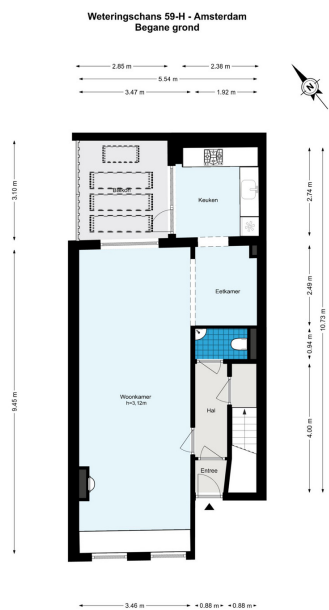 Weteringschans 59-H - Amsterdam
Begane grond
2.85 m
2.38 m
5.54 m
3.47 m
1.92 m
N
3.10 m
2.74 m
Balkon
Keuken
2.49 m
Eetkamer
10.73 m
0.94 m
9.45 m
Woonkamer
h=3,12m
Hal
4.00 m
Entree
3.46 m
0.88 m
0.88 m